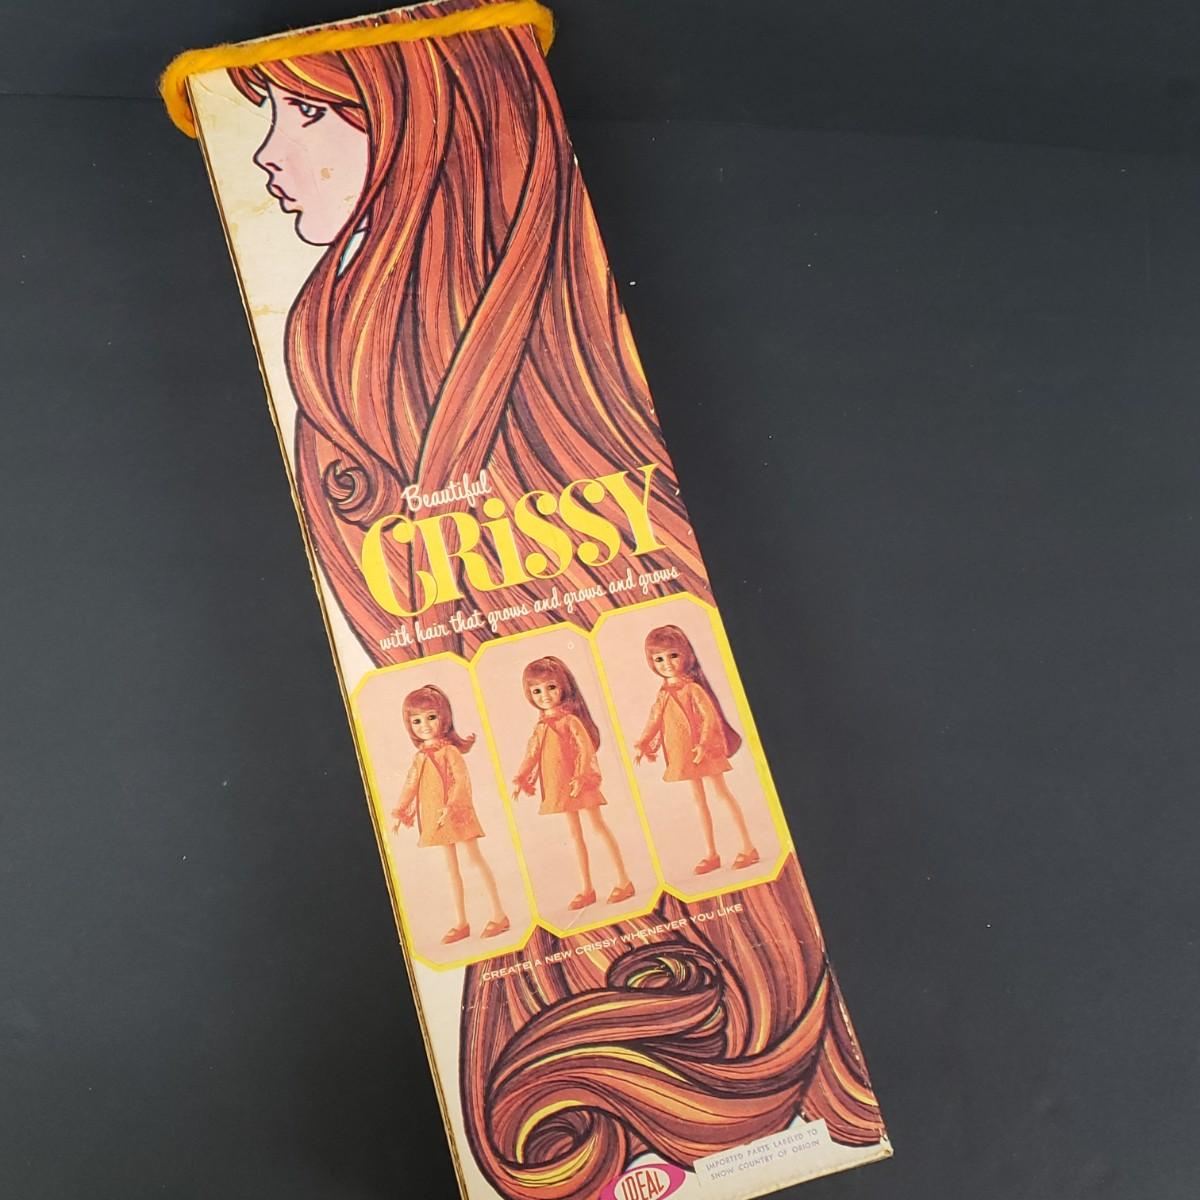 Beautiful
CRiSSY
with hair that grows and grows and grows
CREATE A NEW CRISSY WHENEVER YOU LIKE
IMPORTED PARTS LABELED TO
SHOW COUNTRY OF ORIGIN
IDEAL